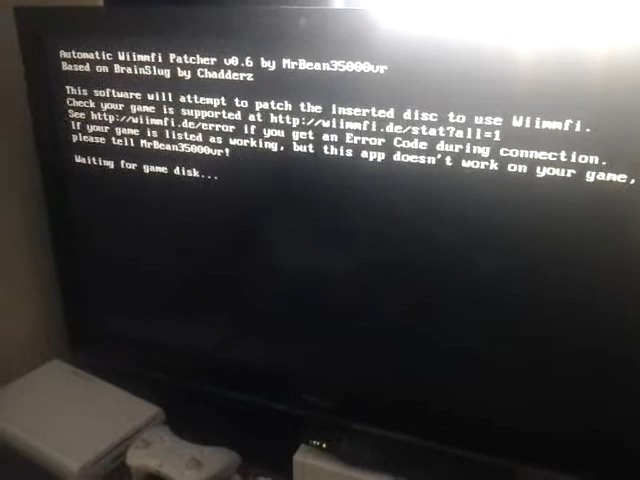 Automatic Wiimmfi Patcher v0.6 by MrBean35000vr
Based on BrainSlug by Chadderz
This software will attempt to patch the inserted disc to use Wiimmfi.
Check your game is supported at http://wiimmfi.de/stat?all=1
See http://wiimmfi.de/error if you get an Error Code during connection.
If your game is listed as working, but this app doesn't work on your game,
please tell MrBean35000vr!
Waiting for game disk...